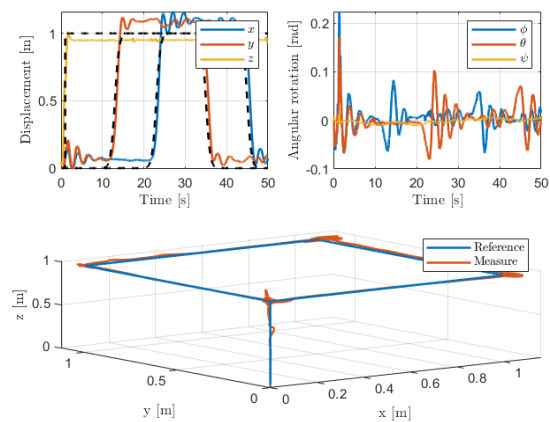 Displacement [m]
1
0.5
0
x
y
z
0
10
20
30
40
50
Time [s]
Angular rotation [rad]
0.2
0.1
0
-0.1
ϕ
θ
ψ
0
10
20
30
40
50
Time [s]
z [m]
1
0.5
0
Reference
Measure
1
0.5
0
y [m]
0
0.2
0.4
0.6
0.8
1
x [m]